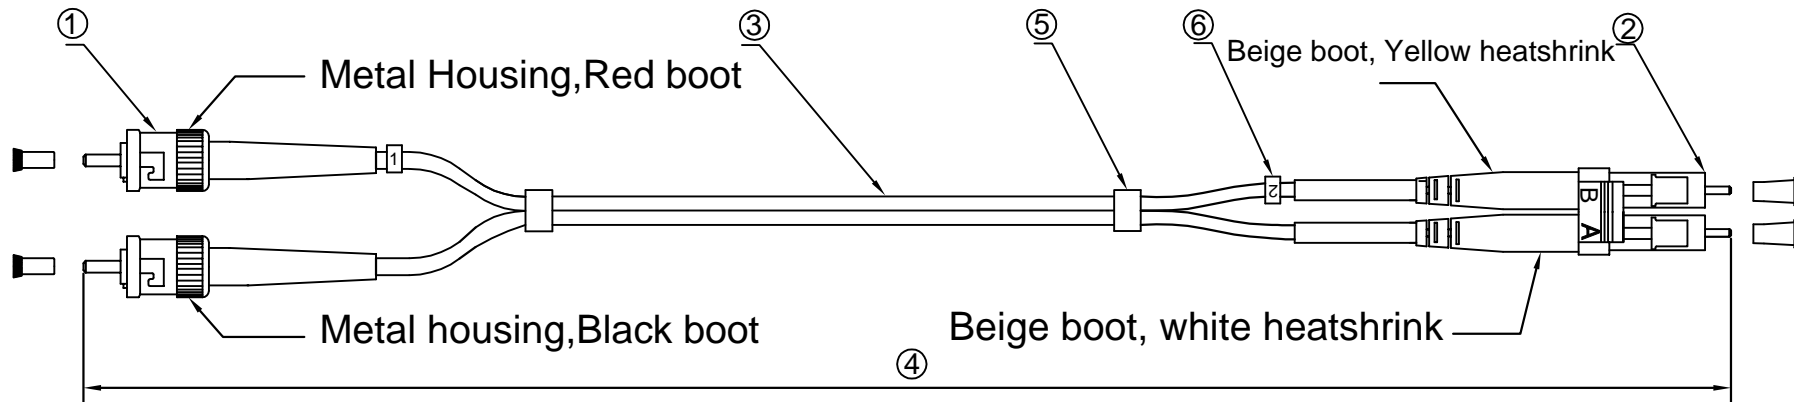 ①
③
⑤
⑥
②
Beige boot, Yellow heatshrink
Metal Housing,Red boot
1
2
B
A
Metal housing,Black boot
Beige boot, white heatshrink
④